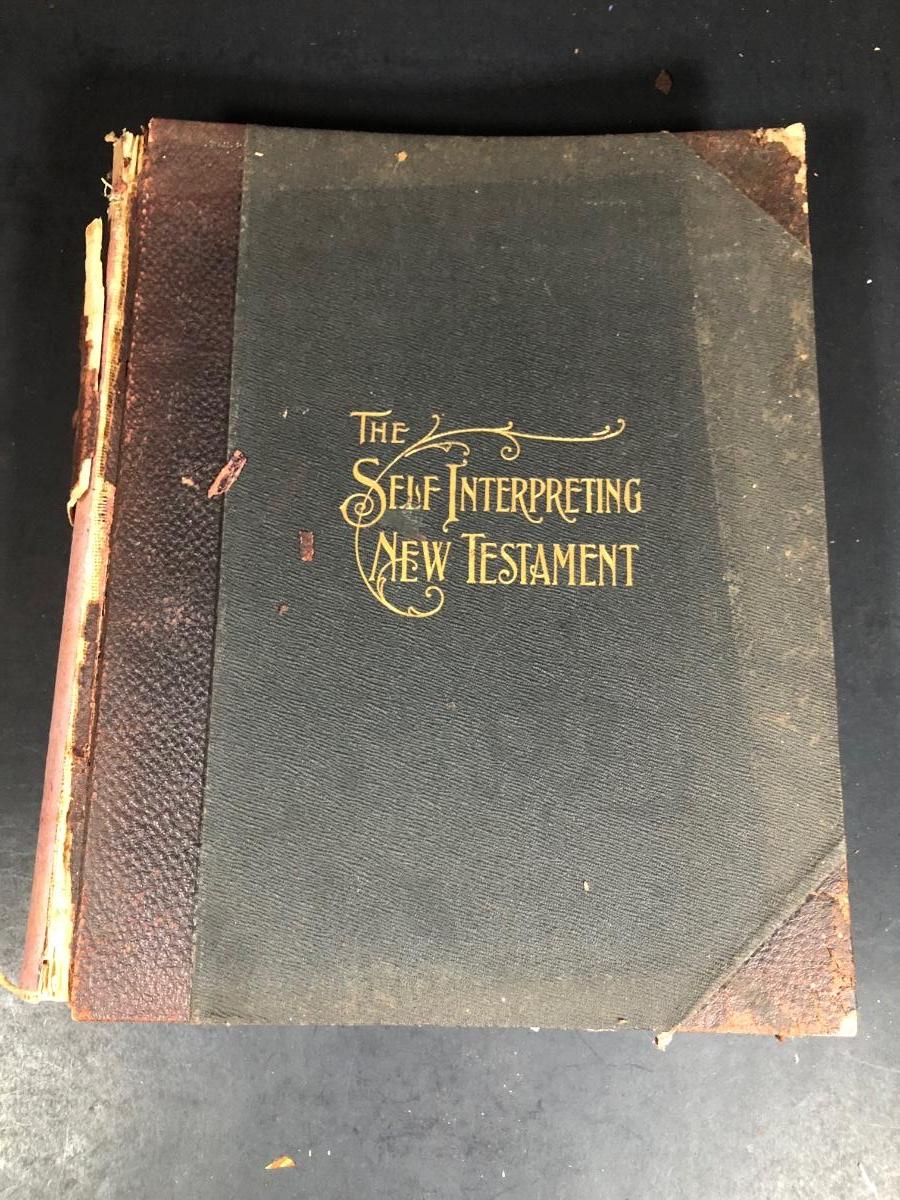 THE
SELF INTERPRETING
NEW TESTAMENT